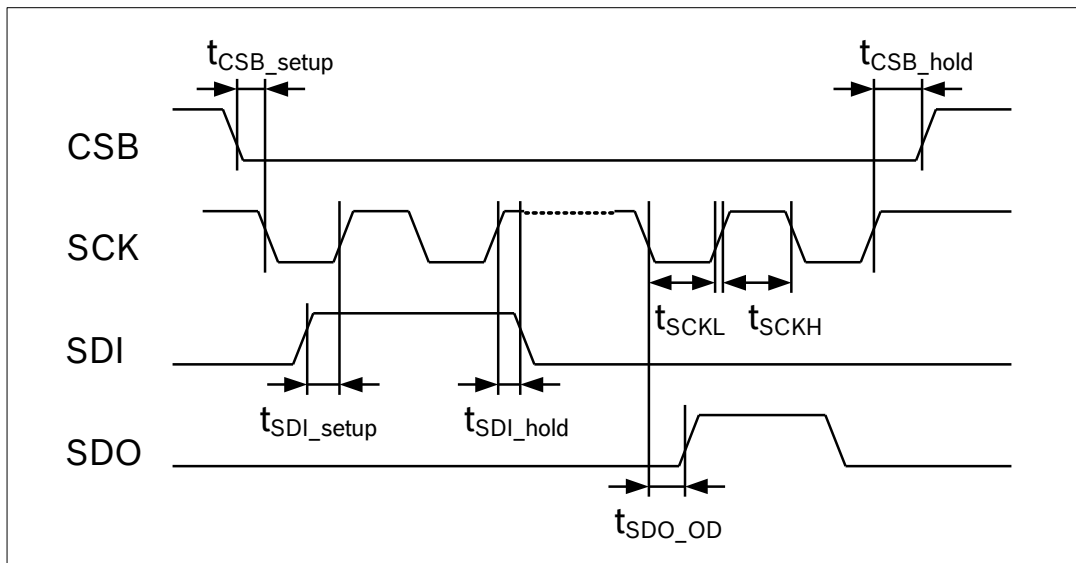 tCSB_setup
tCSB_hold
CSB
SCK
tSCKL
tSCKH
SDI
tSDI_setup
tSDI_hold
SDO
tSDO_OD